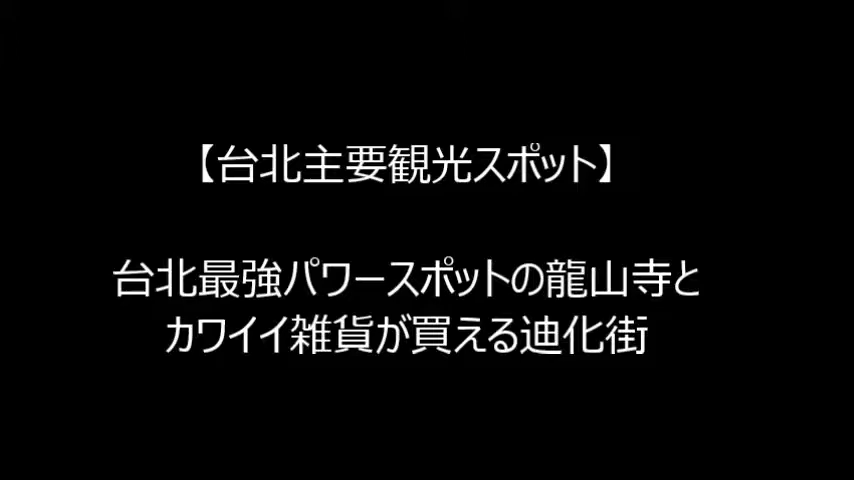 【台北主要観光スポット】
台北最強パワースポットの龍山寺と
カワイイ雑貨が買える迪化街